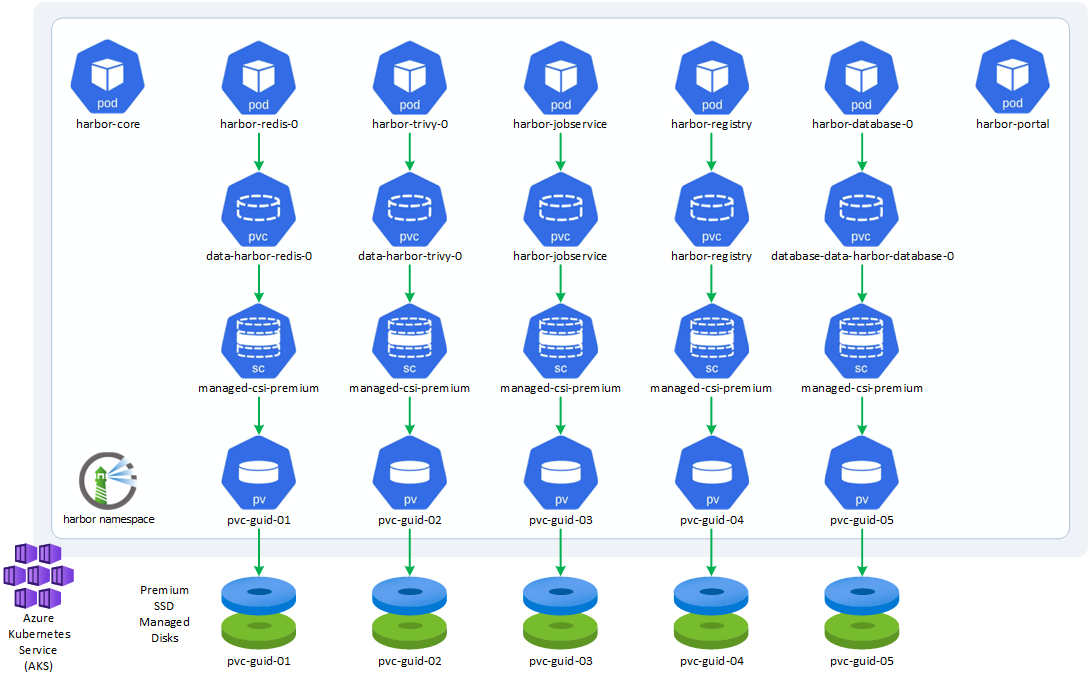 pod pod pod pod pod pod pod
harbor-core harbor-redis-0 harbor-trivy-0 harbor-jobservice harbor-registry harbor-database-0 harbor-portal
pvc pvc pvc pvc pvc
data-harbor-redis-0 data-harbor-trivy-0 harbor-jobservice harbor-registry database-data-harbor-database-0
sc sc sc sc sc
managed-csi-premium managed-csi-premium managed-csi-premium managed-csi-premium managed-csi-premium
pv pv pv pv pv
harbor namespace pvc-guid-01 pvc-guid-02 pvc-guid-03 pvc-guid-04 pvc-guid-05
Azure
Kubernetes
Service
(AKS)
Premium
SSD
Managed
Disks
pvc-guid-01 pvc-guid-02 pvc-guid-03 pvc-guid-04 pvc-guid-05